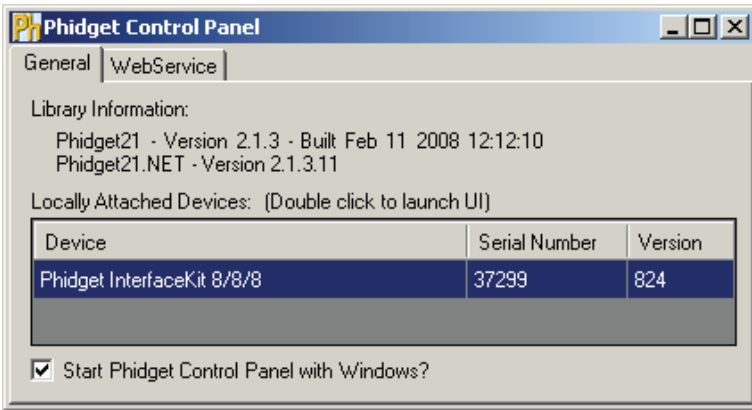 Ph Phidget Control Panel
General WebService
Library Information:
Phidget21 - Version 2.1.3 - Built Feb 11 2008 12:12:10
Phidget21.NET - Version 2.1.3.11
Locally Attached Devices: (Double click to launch UI)
Device Serial Number Version
Phidget InterfaceKit 8/8/8 37299 824
Start Phidget Control Panel with Windows?